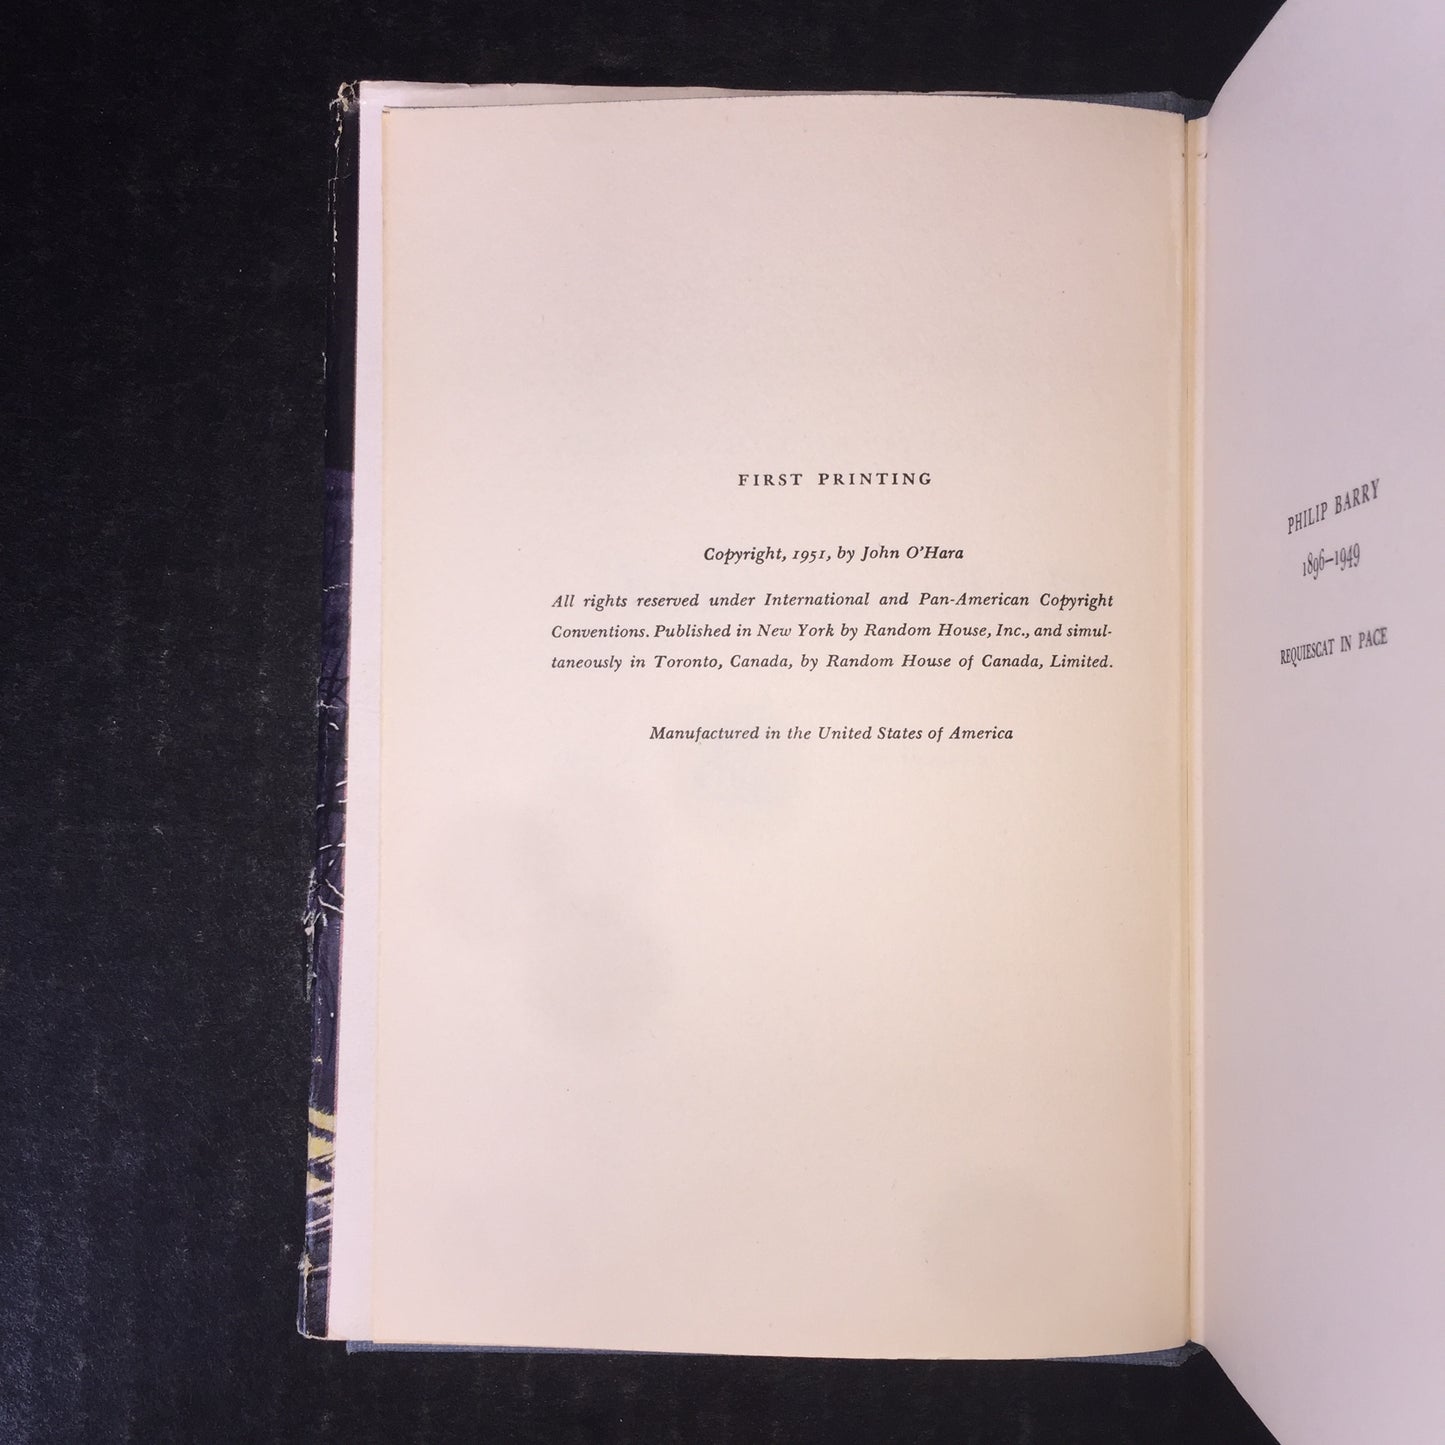 FIRST PRINTING
Copyright, 1951, by John O'Hara
All rights reserved under International and Pan-American Copyright
Conventions. Published in New York by Random House, Inc., and simul-
taneously in Toronto, Canada, by Random House of Canada, Limited.
Manufactured in the United States of America
PHILIP BARRY
1896–1949
REQUIESCAT IN PACE